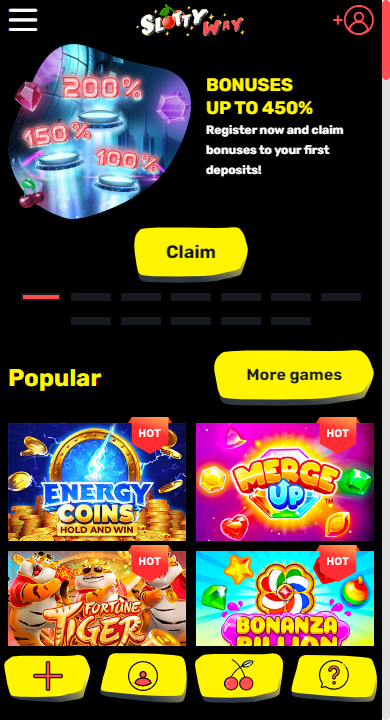 SLOTTY WAY
+
200%
150%
100%
BONUSES
UP TO 450%
Register now and claim
bonuses to your first
deposits!
Claim
Popular
More games
HOT
HOT
ENERGY
COINS
HOLD AND WIN
MERGE
UP™
HOT
HOT
FORTUNE
TIGER
BONANZA
BILLION
?